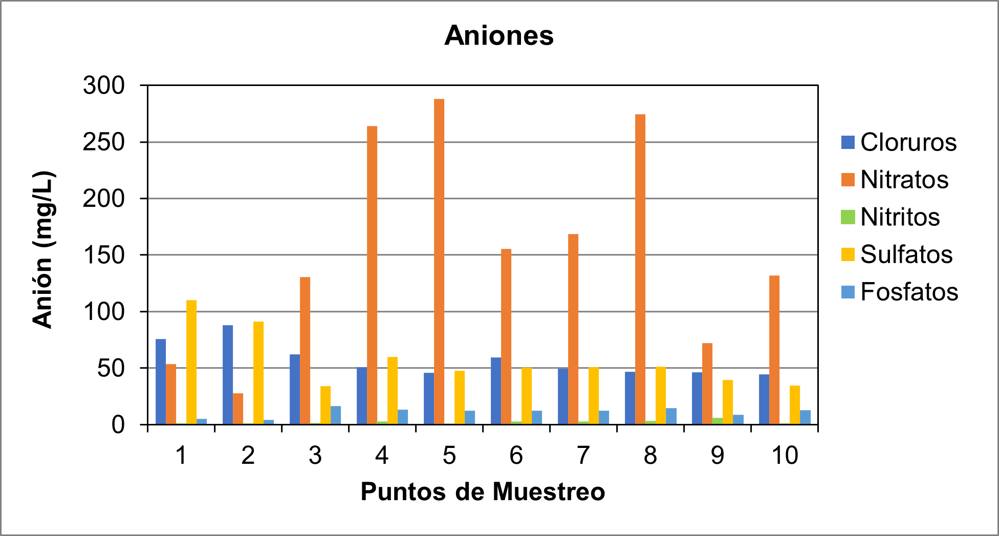 Aniones
300
250
200
150
100
50
0
Anión (mg/L)
1 2 3 4 5 6 7 8 9 10
Puntos de Muestreo
Cloruros
Nitratos
Nitritos
Sulfatos
Fosfatos